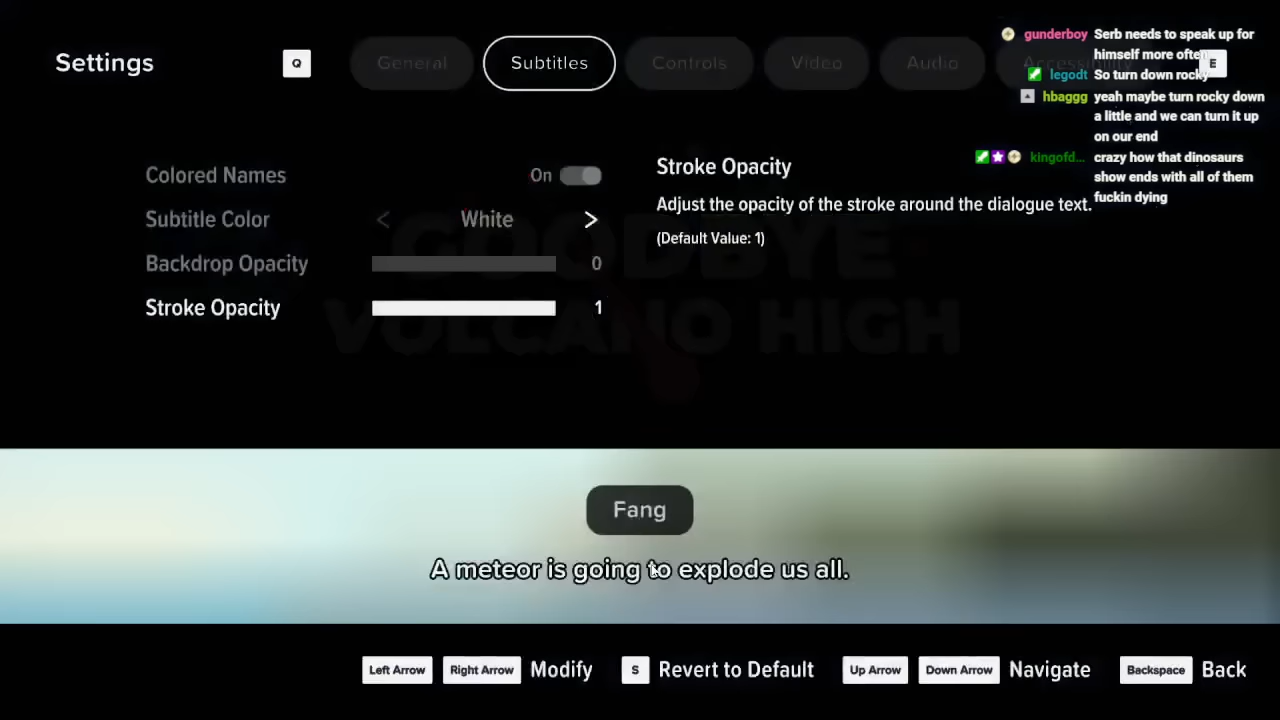 Settings
Q
General
Subtitles
Controls
Video
Audio
E
gunderboy Serb needs to speak up for
himself more often
legodt So turn down rocky
hbaggg yeah maybe turn rocky down
a little and we can turn it up
on our end
kingofd... crazy how that dinosaurs
show ends with all of them
fuckin dying
Colored Names On
Subtitle Color < White >
Backdrop Opacity 0
Stroke Opacity 1
Stroke Opacity
Adjust the opacity of the stroke around the dialogue text.
(Default Value: 1)
GOODBYE
VOLCANO HIGH
Fang
A meteor is going to explode us all.
Left Arrow Right Arrow Modify S Revert to Default Up Arrow Down Arrow Navigate Backspace Back